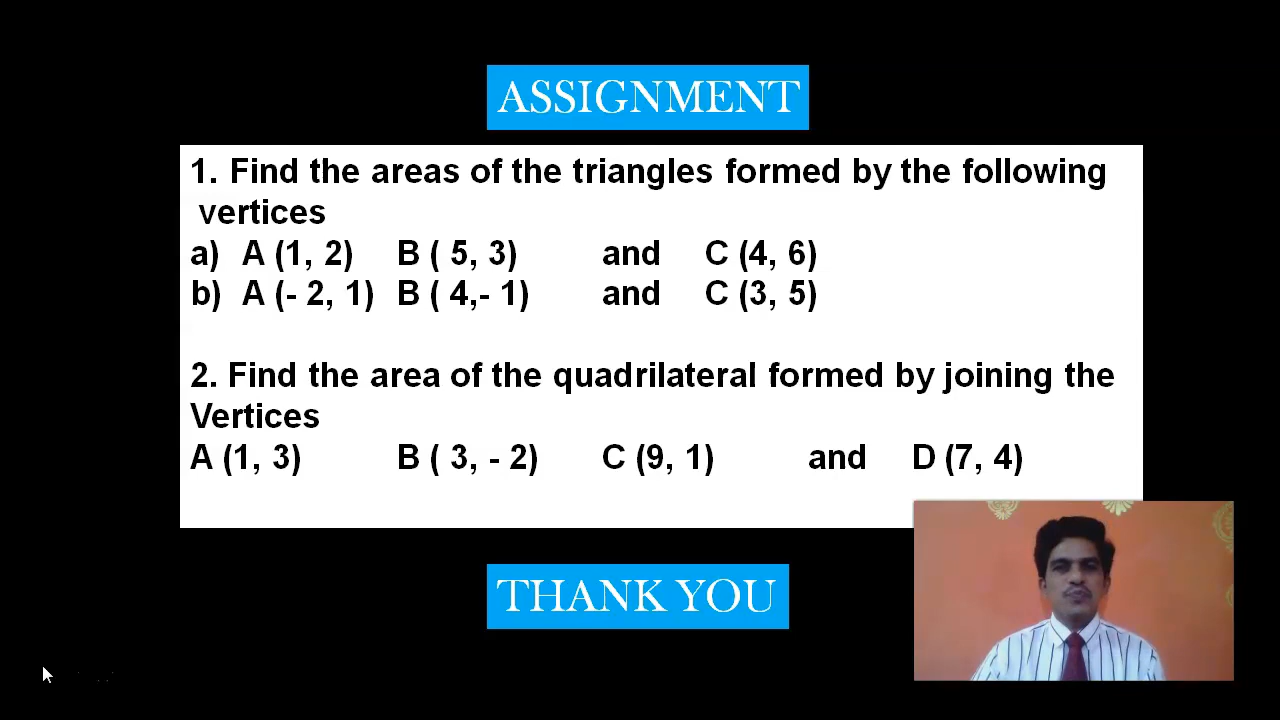 ASSIGNMENT
1. Find the areas of the triangles formed by the following
vertices
a) A (1, 2) B ( 5, 3) and C (4, 6)
b) A (- 2, 1) B ( 4,- 1) and C (3, 5)
2. Find the area of the quadrilateral formed by joining the
Vertices
A (1, 3) B ( 3, - 2) C (9, 1) and D (7, 4)
THANK YOU